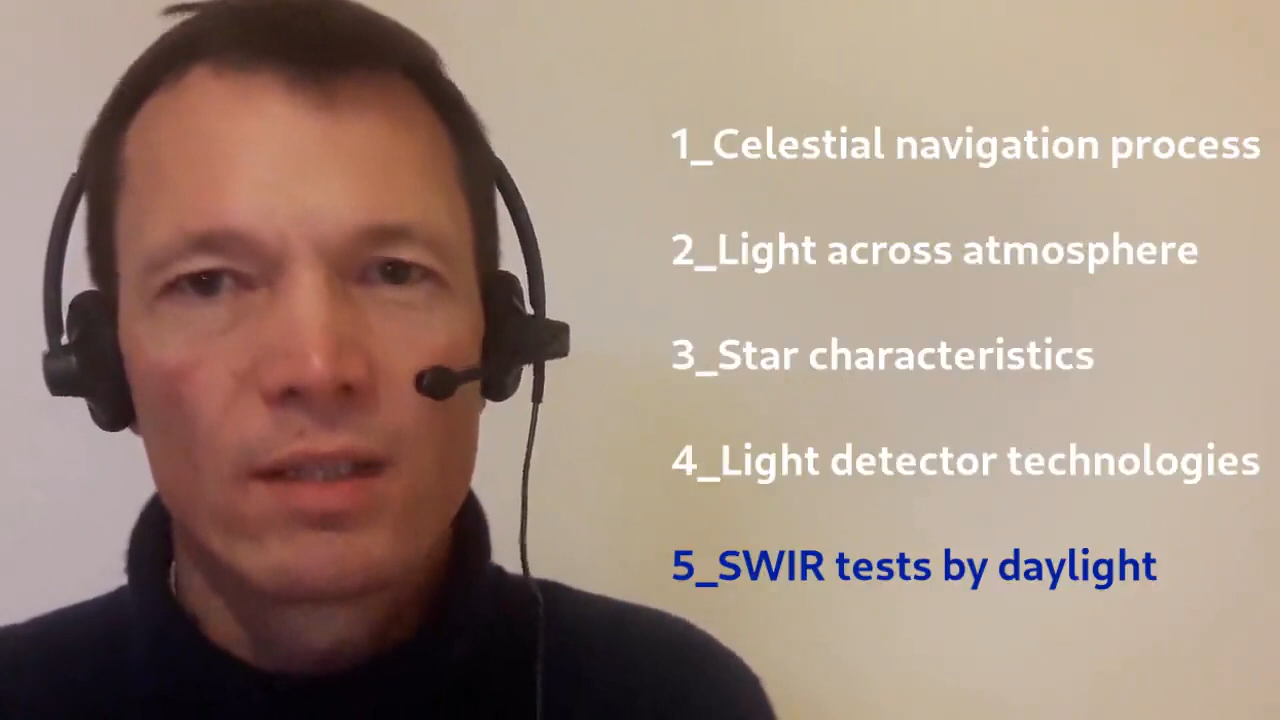 1_Celestial navigation process
2_Light across atmosphere
3_Star characteristics
4_Light detector technologies
5_SWIR tests by daylight